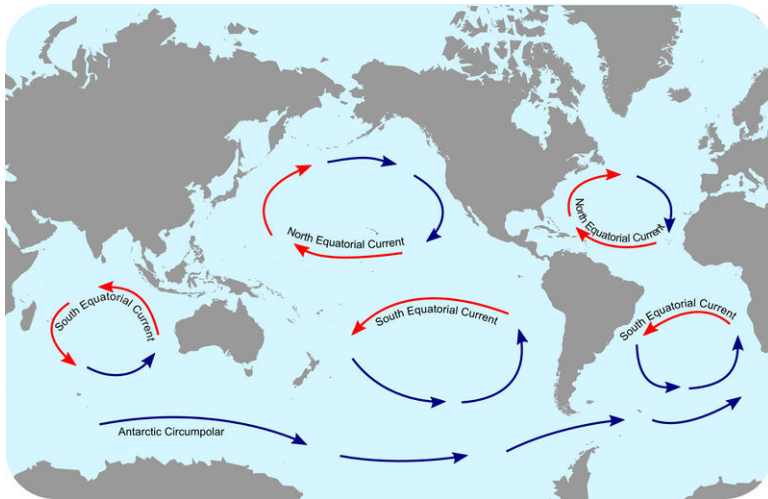 North Equatorial Current
North Equatorial Current
South Equatorial Current
South Equatorial Current
South Equatorial Current
Antarctic Circumpolar